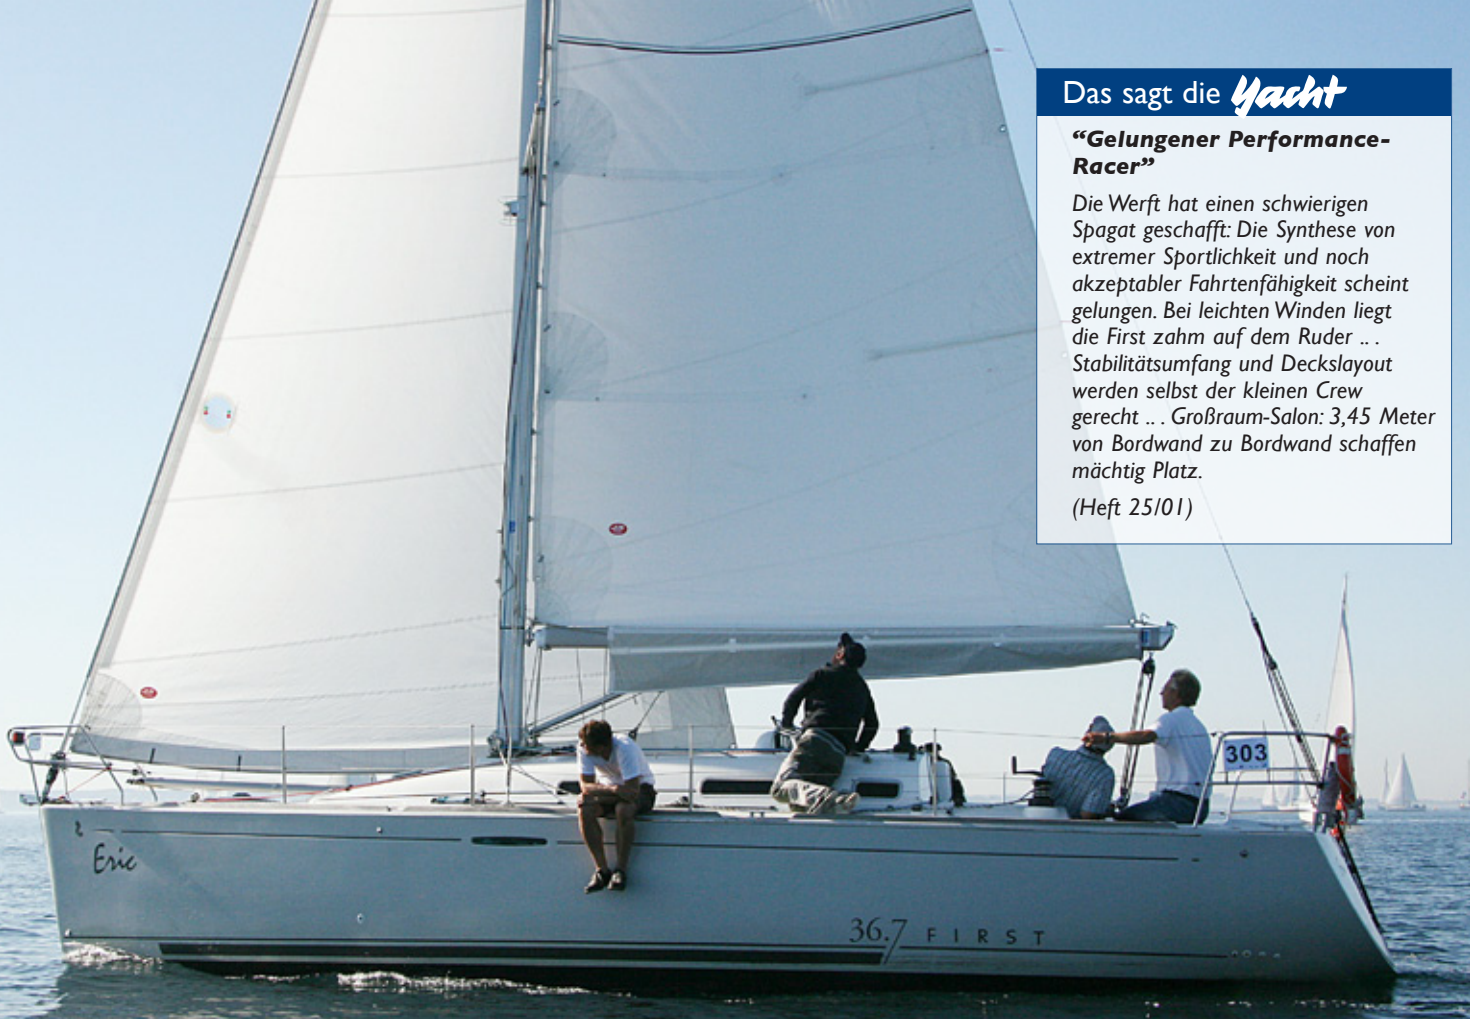 Das sagt die Yacht
“Gelungener Performance-
Racer”
Die Werft hat einen schwierigen
Spagat geschafft: Die Synthese von
extremer Sportlichkeit und noch
akzeptabler Fahrtenfähigkeit scheint
gelungen. Bei leichten Winden liegt
die First zahm auf dem Ruder .. .
Stabilitätsumfang und Deckslayout
werden selbst der kleinen Crew
gerecht .. . Großraum-Salon: 3,45 Meter
von Bordwand zu Bordwand schaffen
mächtig Platz.
(Heft 25/01)
303
Eric
36.7 FIRST